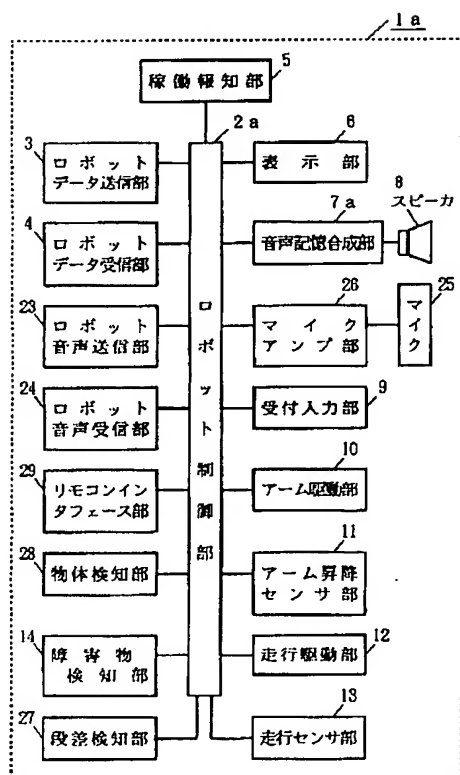 1a
5
稼働報知部
2a
3
ロボット
データ送信部
6
表示部
4
ロボット
データ受信部
7a
音声記憶合成部
8
スピーカ
23
ロボット
音声送信部
26
マイク
アンプ部
25
マイク
ロボット制御部
24
ロボット
音声受信部
9
受付入力部
29
リモコンイン
タフェース部
10
アーム駆動部
28
物体検知部
11
アーム昇降
センサ部
14
障害物
検知部
12
走行駆動部
27
段差検知部
13
走行センサ部